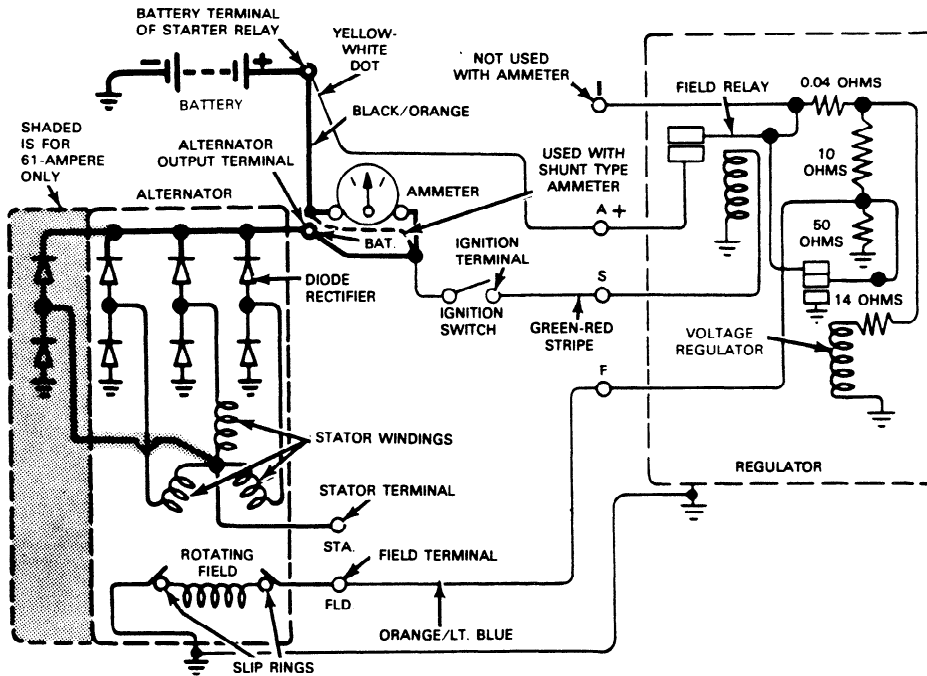 BATTERY TERMINAL
OF STARTER RELAY
YELLOW-
WHITE
DOT
NOT USED
WITH AMMETER
I
FIELD RELAY
0.04 OHMS
BATTERY
BLACK/ORANGE
SHADED
IS FOR
61-AMPERE
ONLY
ALTERNATOR
OUTPUT TERMINAL
USED WITH
SHUNT TYPE
AMMETER
10
OHMS
ALTERNATOR
AMMETER
A +
50
OHMS
BAT.
IGNITION
TERMINAL
DIODE
RECTIFIER
S
IGNITION
SWITCH
GREEN-RED
STRIPE
14 OHMS
VOLTAGE
REGULATOR
F
STATOR WINDINGS
REGULATOR
STATOR TERMINAL
STA.
ROTATING
FIELD
FIELD TERMINAL
FLD.
ORANGE/LT. BLUE
SLIP RINGS